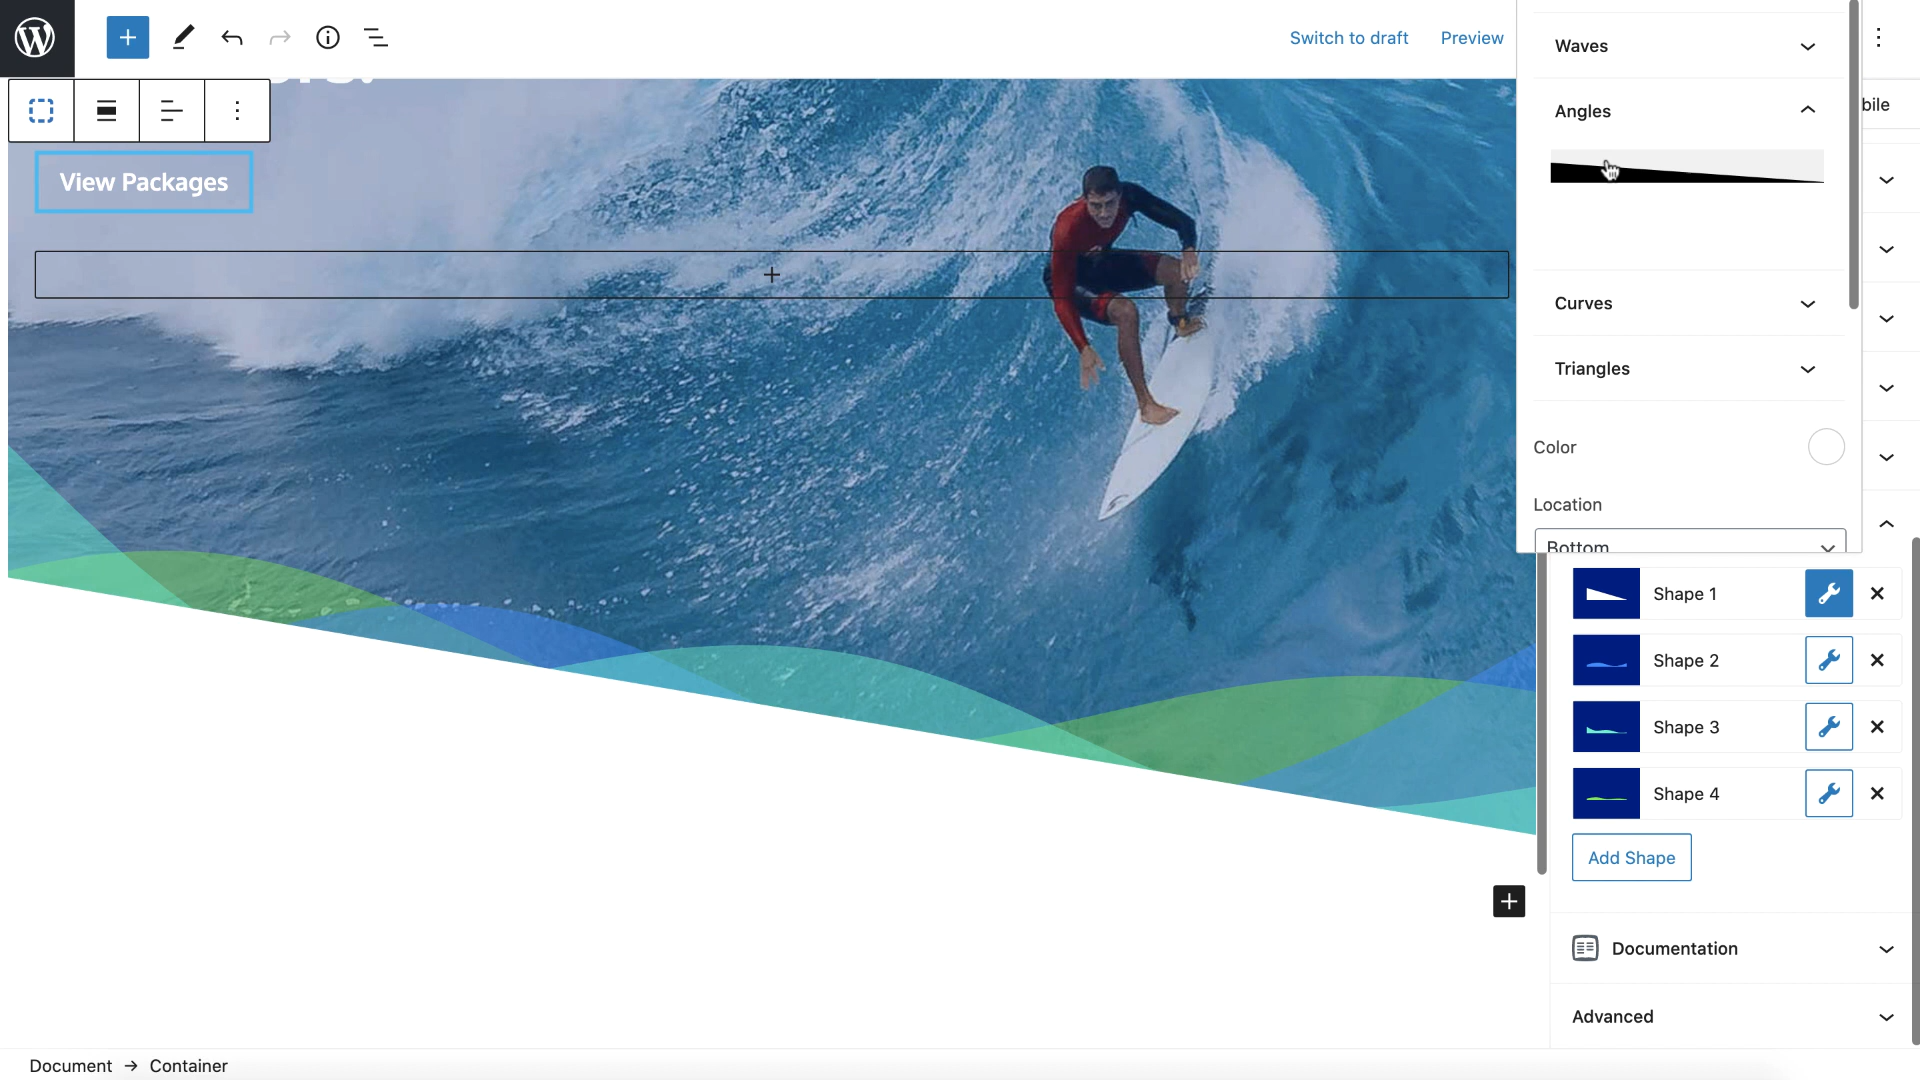 Switch to draft
Preview
View Packages
Waves
Angles
Curves
Triangles
Color
Location
Bottom
bile
Shape 1
Shape 2
Shape 3
Shape 4
Add Shape
Documentation
Advanced
Document → Container